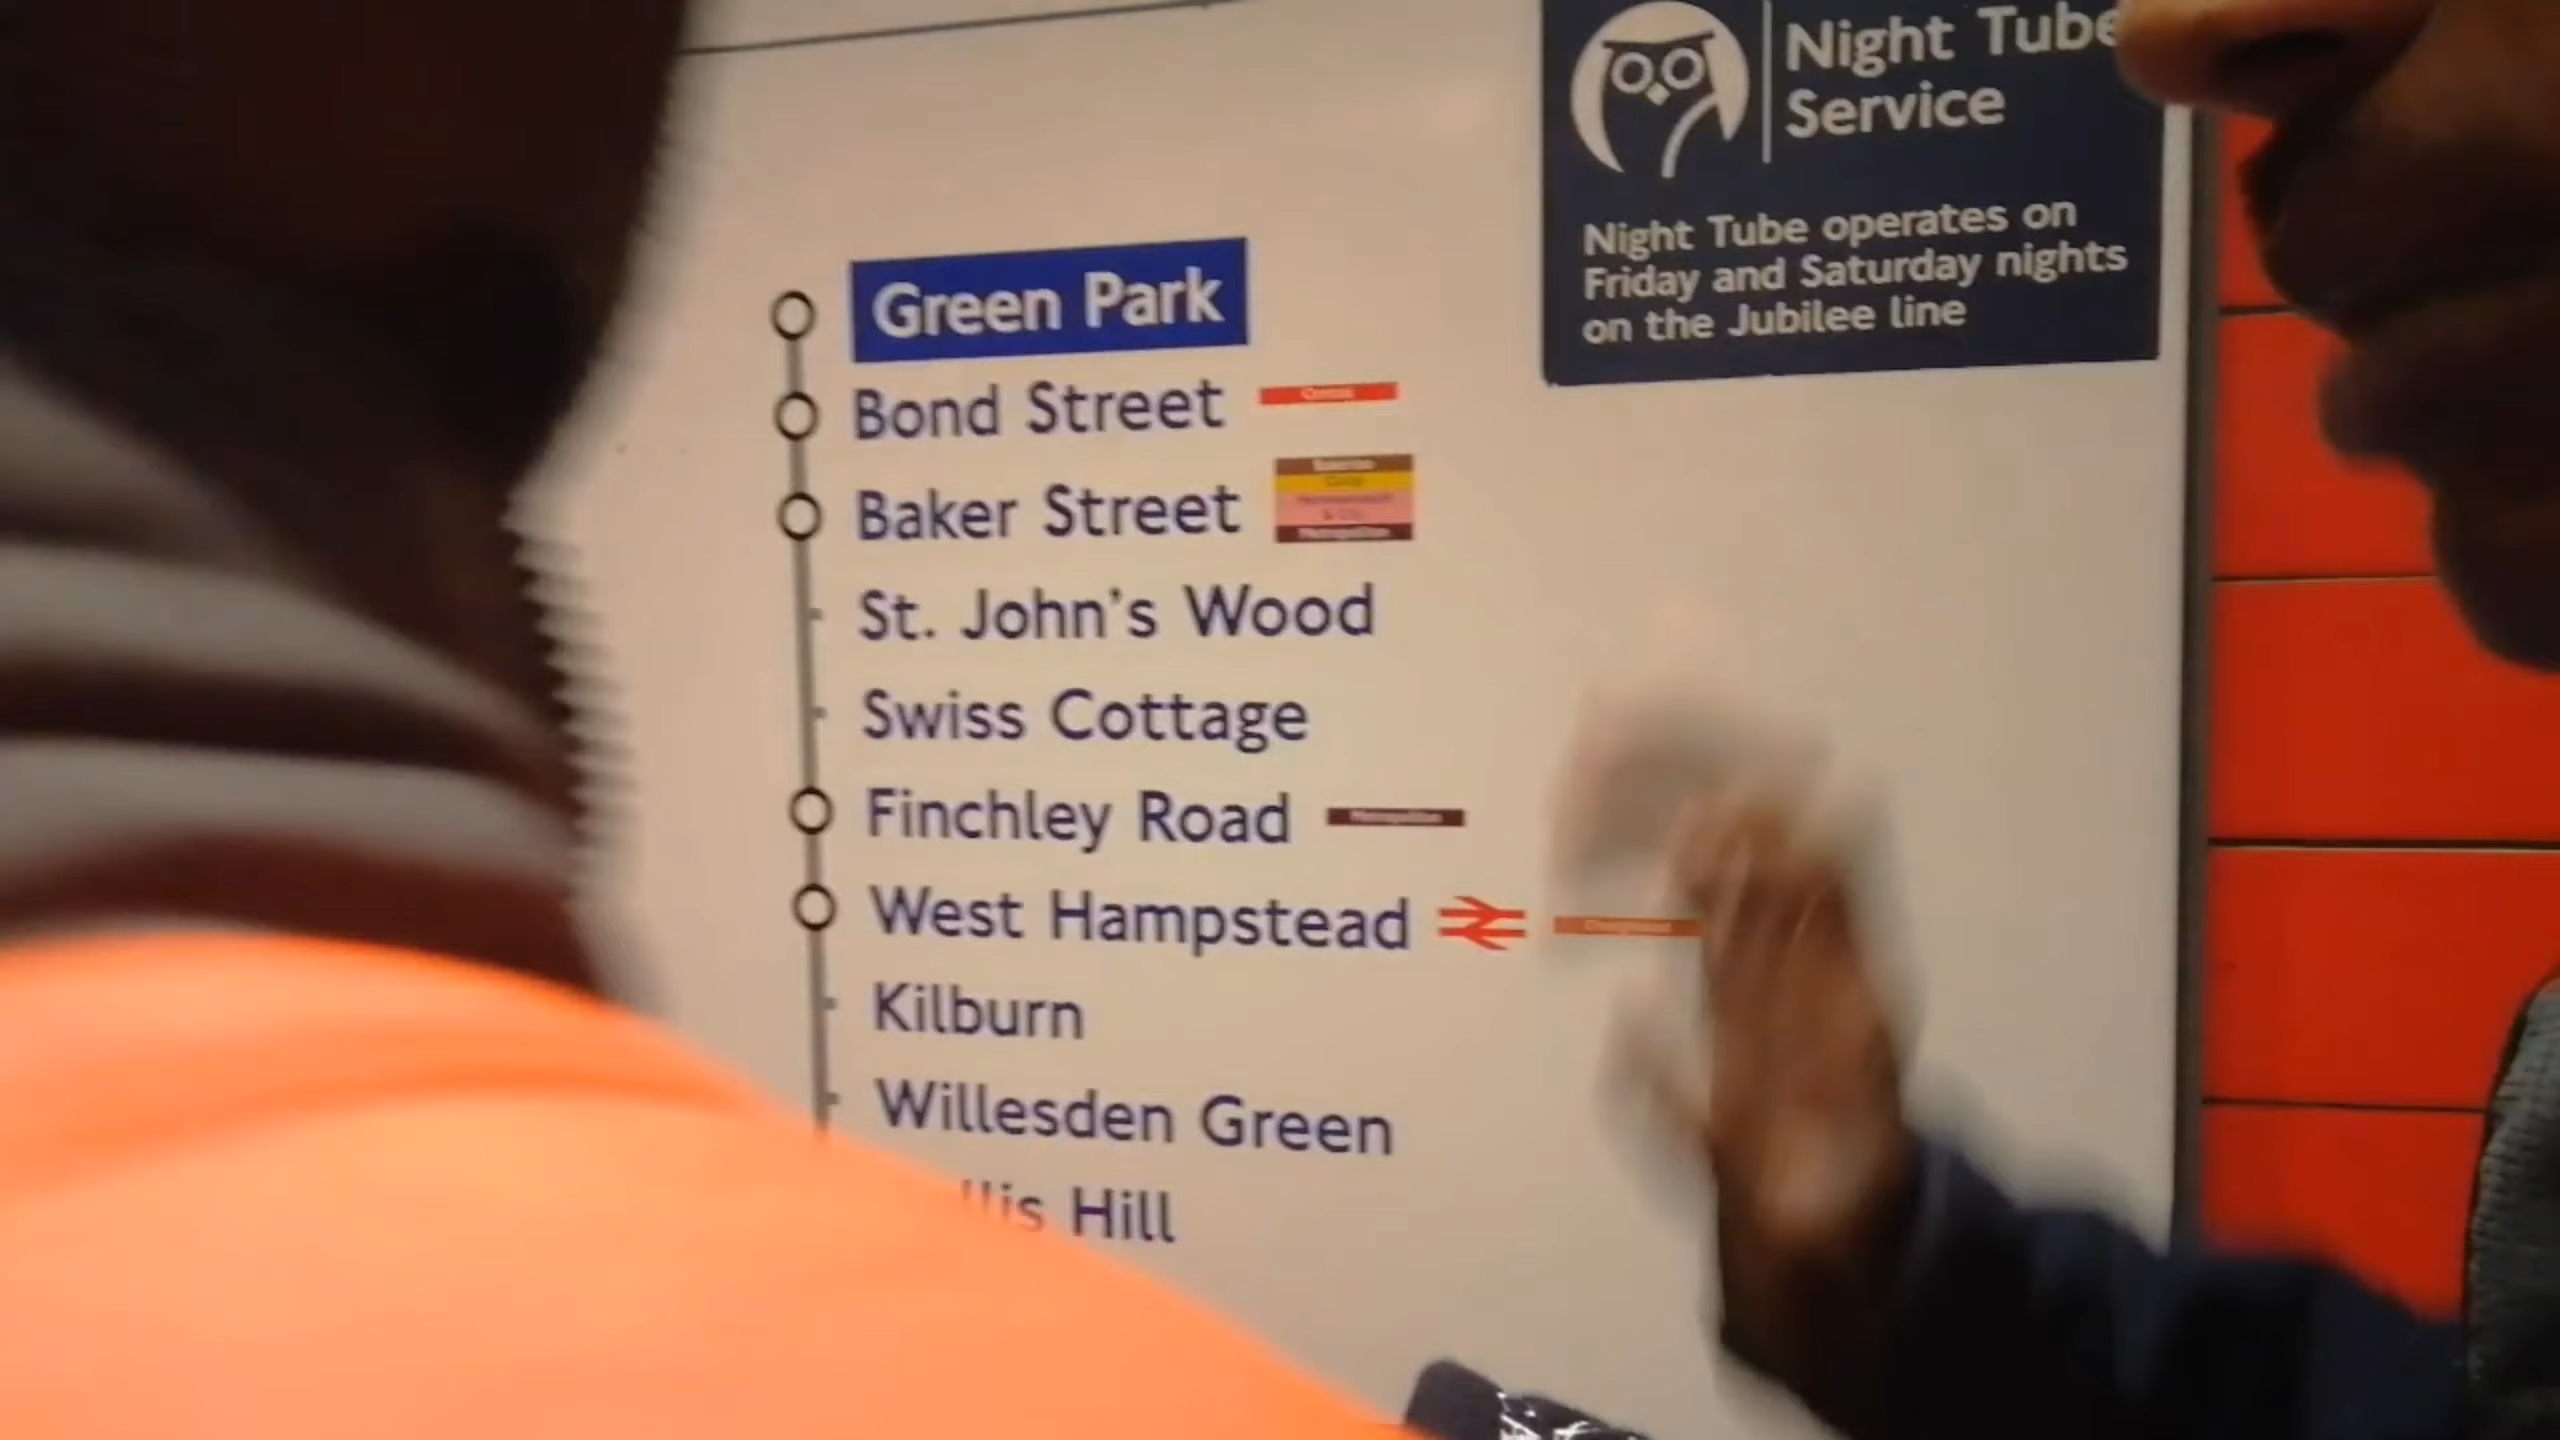 Night Tube
Service
Night Tube operates on
Friday and Saturday nights
on the Jubilee line
Green Park
Bond Street
Baker Street
St. John's Wood
Swiss Cottage
Finchley Road
Metropolitan
West Hampstead
Kilburn
Willesden Green
Hill